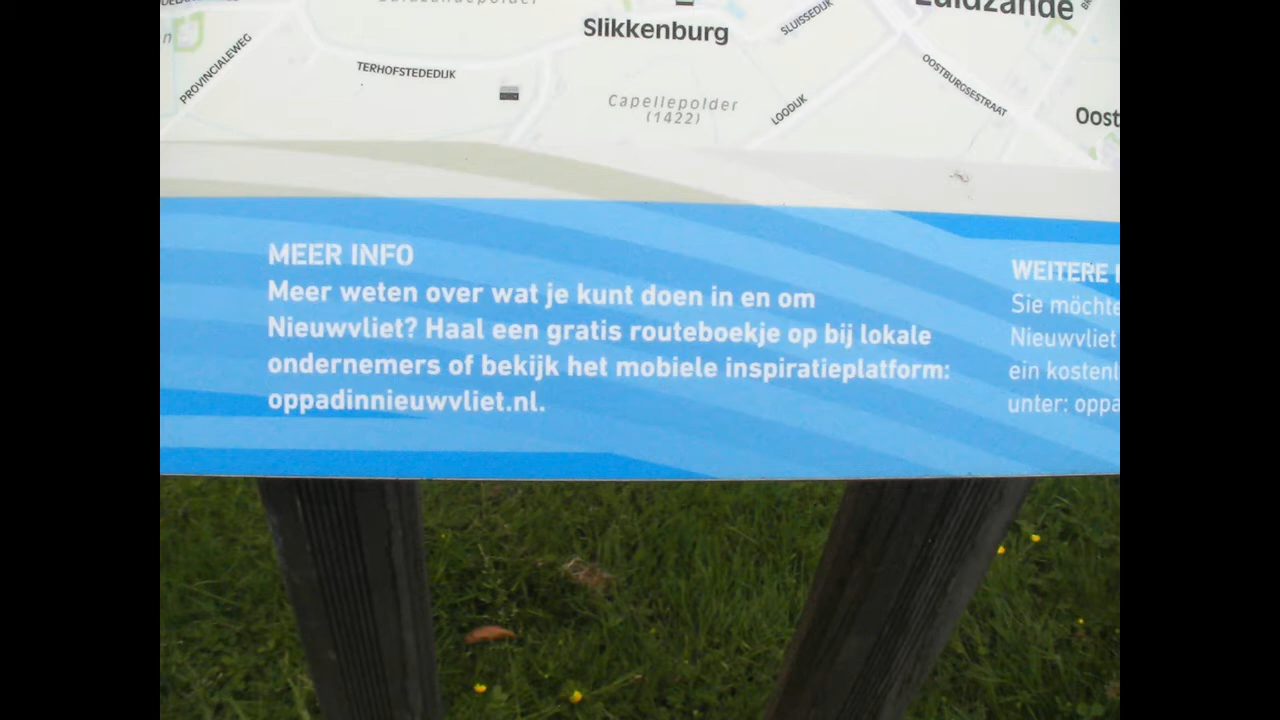 Slikkenburg
SLUISSEDIJK
Zuidzande
PROVINCIALEWEG
TERHOFSTEDEDIJK
Capellepolder
(1422)
LOODIJK
OOSTBURGSESTRAAT
Oost
MEER INFO
Meer weten over wat je kunt doen in en om
Nieuwvliet? Haal een gratis routeboekje op bij lokale
ondernemers of bekijk het mobiele inspiratieplatform:
oppadinnieuwvliet.nl.
WEITERE
Sie möchte
Nieuwvliet
ein kostenl
unter: oppa